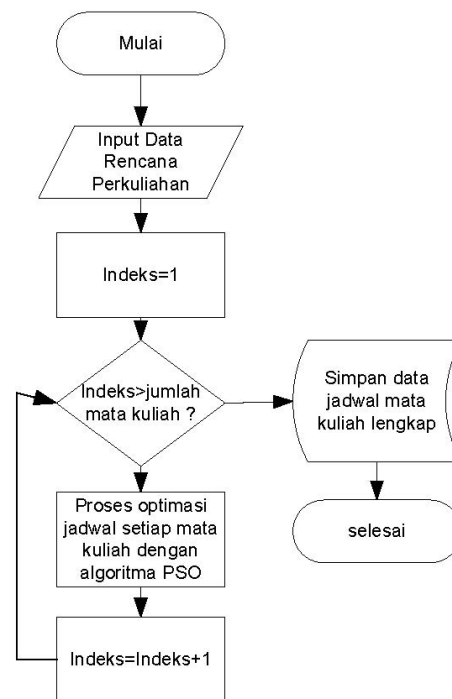 Mulai
Input Data
Rencana
Perkuliahan
Indeks=1
Indeks>jumlah
mata kuliah ?
Simpan data
jadwal mata
kuliah lengkap
Proses optimasi
jadwal setiap mata
kuliah dengan
algoritma PSO
selesai
Indeks=Indeks+1